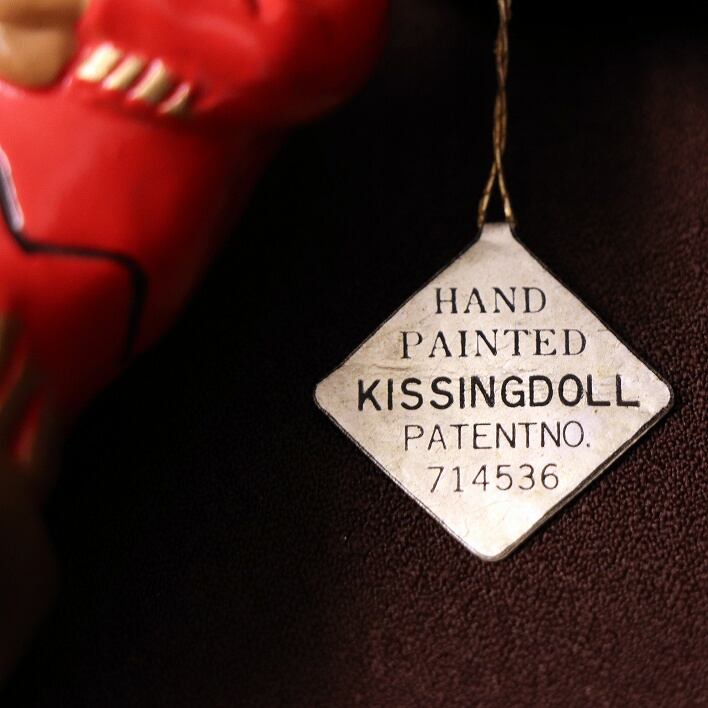 HAND
PAINTED
KISSINGDOLL
PATENTNO.
714536